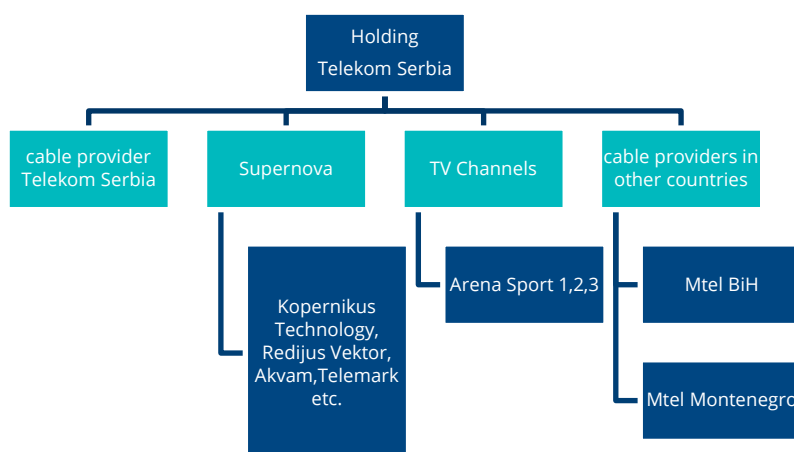 Holding
Telekom Serbia
cable provider
Telekom Serbia
Supernova
TV Channels
cable providers in
other countries
Kopernikus
Technology,
Redijus Vektor,
Akvam,Telemark
etc.
Arena Sport 1,2,3
Mtel BiH
Mtel Montenegro